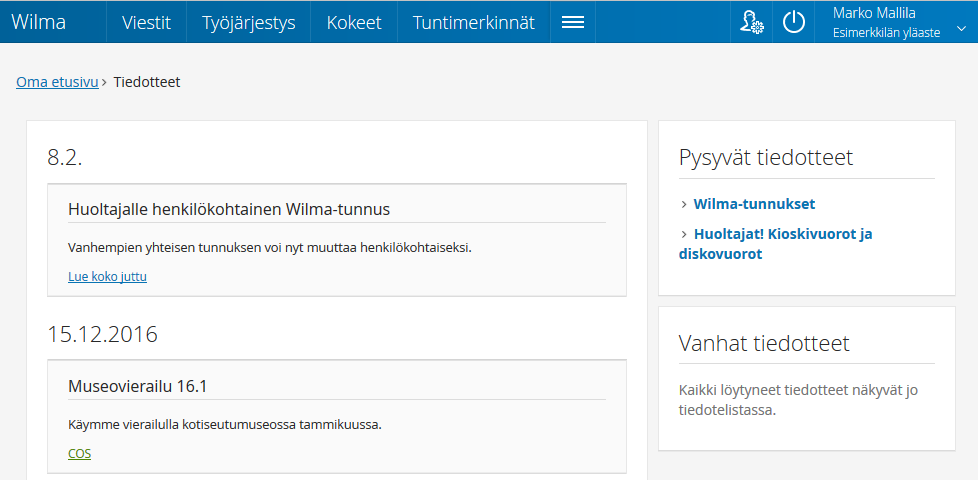 Wilma Viestit Työjärjestys Kokeet Tuntimerkinnät
Marko Mallila
Esimerkkilän yläaste
Oma etusivu › Tiedotteet
8.2.
Huoltajalle henkilökohtainen Wilma-tunnus
Vanhempien yhteisen tunnuksen voi nyt muuttaa henkilökohtaiseksi.
Lue koko juttu
15.12.2016
Museovierailu 16.1
Käymme vierailulla kotiseutumuseossa tammikuussa.
COS
Pysyvät tiedotteet
› Wilma-tunnukset
› Huoltajat! Kioskivuorot ja
diskovuorot
Vanhat tiedotteet
Kaikki löytyneet tiedotteet näkyvät jo
tiedotelistassa.